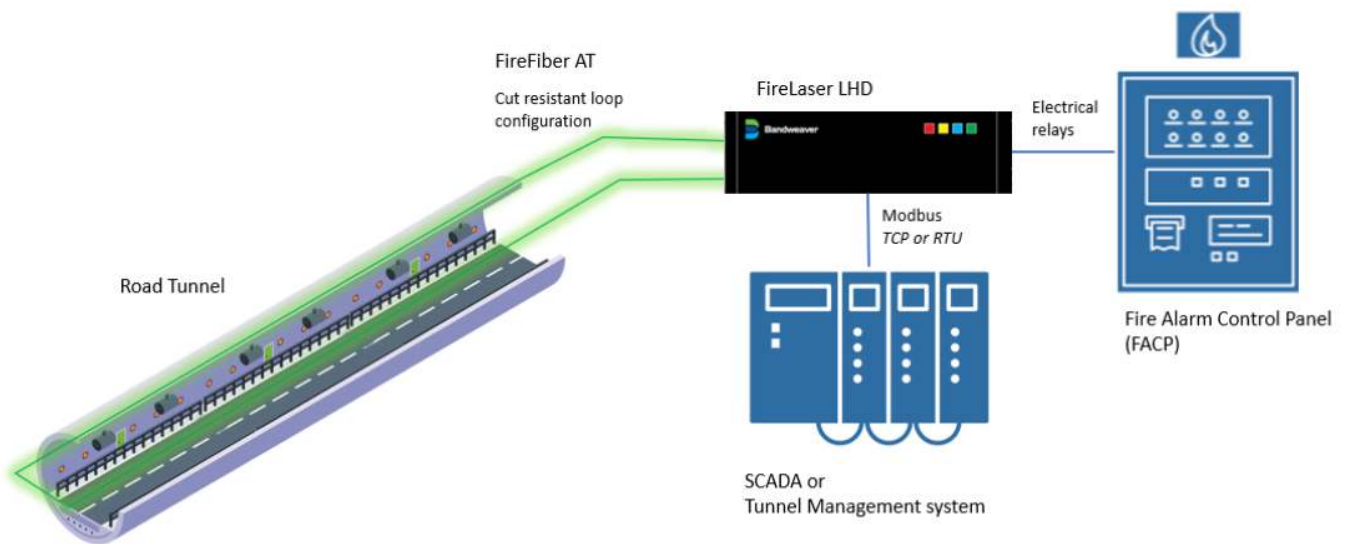 FireFiber AT
Cut resistant loop
configuration
FireLaser LHD
Bandweaver
Electrical
relays
Modbus
TCP or RTU
Road Tunnel
Fire Alarm Control Panel
(FACP)
SCADA or
Tunnel Management system